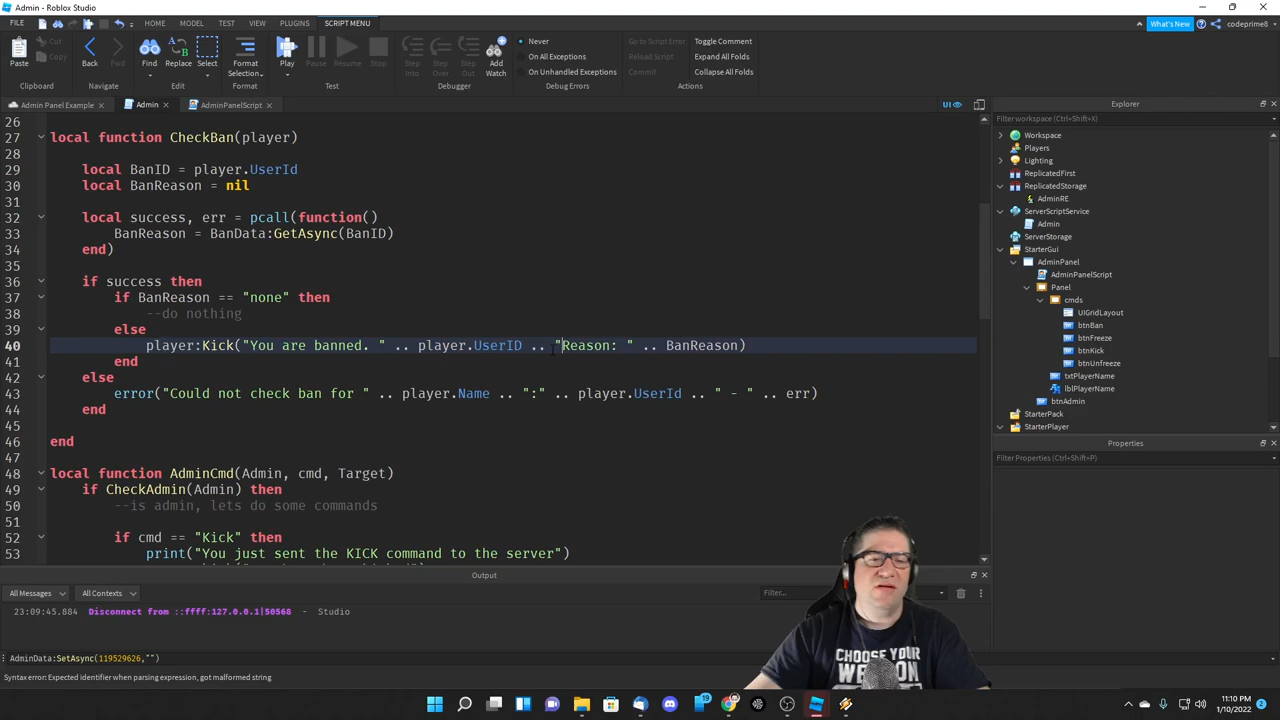 Admin - Roblox Studio
FILE HOME MODEL TEST VIEW PLUGINS SCRIPT MENU What's New codeprime8
Cut
Copy
Paste
Back Fwd
Find Replace Select
Format Selection
Play Pause Resume Stop
Step Into Step Over Step Out Add Watch
Never
On All Exceptions
On Unhandled Exceptions
Go to Script Error
Reload Script
Commit
Toggle Comment
Expand All Folds
Collapse All Folds
Clipboard Navigate Edit Format Test Debugger Debug Errors Actions
Admin Panel Example Admin AdminPanelScript UI
26
27 local function CheckBan(player)
28
29 local BanID = player.UserId
30 local BanReason = nil
31
32 local success, err = pcall(function()
33 BanReason = BanData:GetAsync(BanID)
34 end)
35
36 if success then
37 if BanReason == "none" then
38 --do nothing
39 else
40 player:Kick("You are banned. " .. player.UserID .. "Reason: " .. BanReason)
41 end
42 else
43 error("Could not check ban for " .. player.Name .. ":" .. player.UserId .. " - " .. err)
44 end
45
46 end
47
48 local function AdminCmd(Admin, cmd, Target)
49 if CheckAdmin(Admin) then
50 --is admin, lets do some commands
51
52 if cmd == "Kick" then
53 print("You just sent the KICK command to the server")
Explorer
Filter workspace (Ctrl+Shift+X)
Workspace
Players
Lighting
ReplicatedFirst
ReplicatedStorage
AdminRE
ServerScriptService
Admin
ServerStorage
StarterGui
AdminPanel
AdminPanelScript
Panel
cmds
UIGridLayout
btnBan
btnFreeze
btnKick
btnUnfreeze
txtPlayerName
lblPlayerName
btnAdmin
StarterPack
StarterPlayer
Properties
Filter Properties (Ctrl+Shift+P)
Output
All Messages All Contexts Filter...
23:09:45.884 Disconnect from ::ffff:127.0.0.1|50568 - Studio
AdminData:SetAsync(119529626,"")
Syntax error: Expected identifier when parsing expression, got malformed string
CHOOSE YOUR
WEAPON
19
11:10 PM
1/10/2022
2